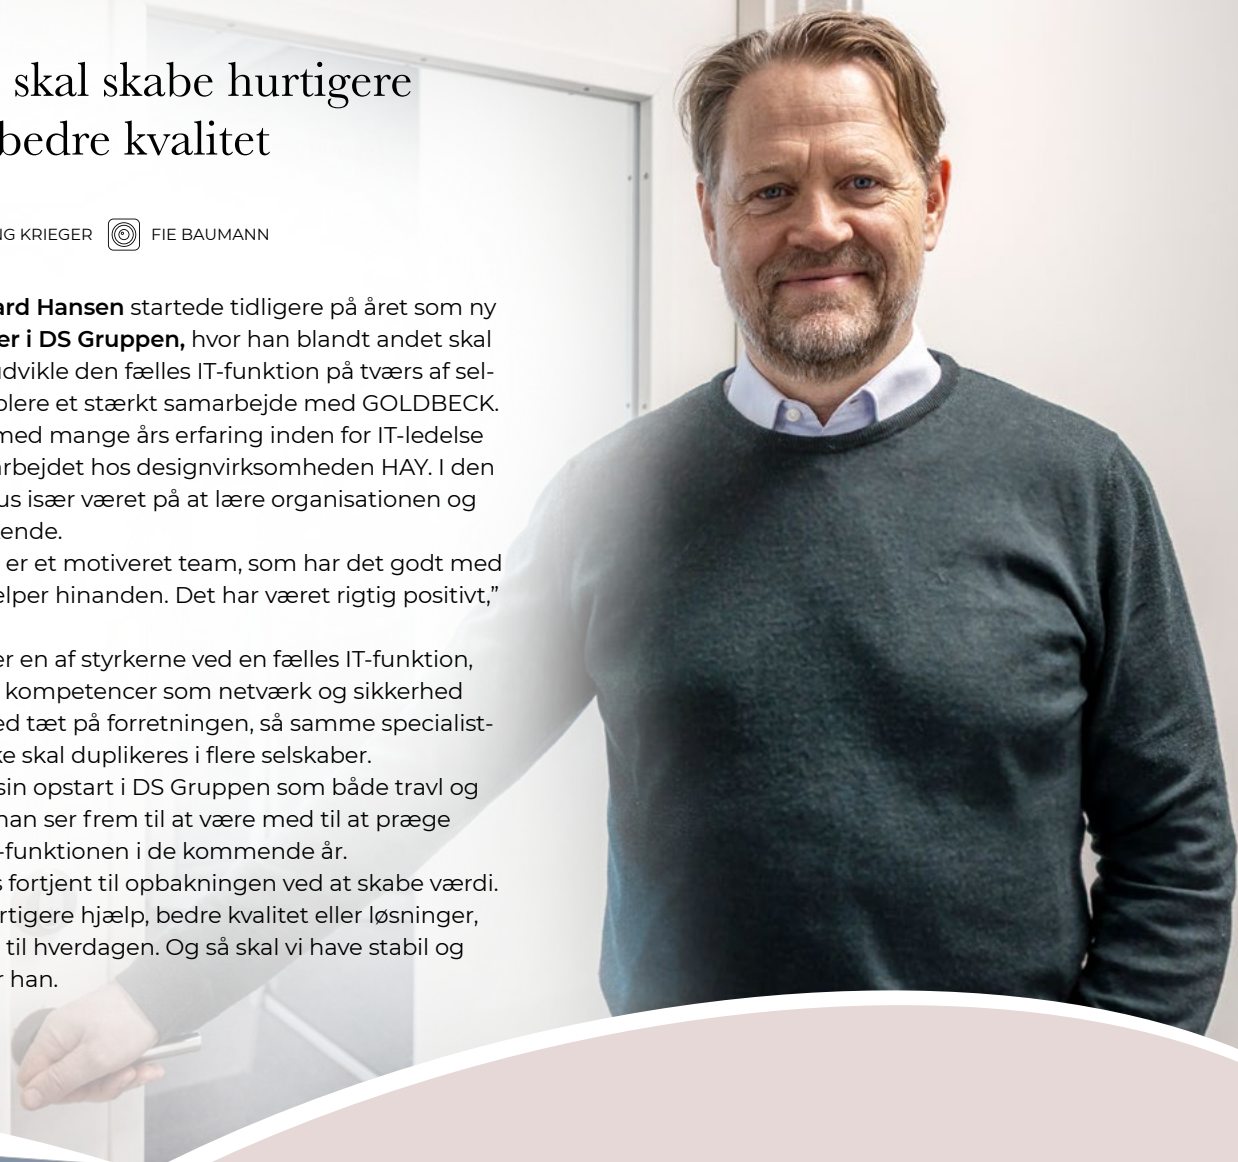 skal skabe hurtigere
bedre kvalitet
NG KRIEGER FIE BAUMANN
ard Hansen startede tidligere på året som ny
er i DS Gruppen, hvor han blandt andet skal
udvikle den fælles IT-funktion på tværs af sel-
blere et stærkt samarbejde med GOLDBECK.
med mange års erfaring inden for IT-ledelse
arbejdet hos designvirksomheden HAY. I den
us især været på at lære organisationen og
kende.
er et motiveret team, som har det godt med
elper hinanden. Det har været rigtig positivt,”
er en af styrkerne ved en fælles IT-funktion,
kompetencer som netværk og sikkerhed
ed tæt på forretningen, så samme specialist-
ke skal duplikeres i flere selskaber.
sin opstart i DS Gruppen som både travl og
han ser frem til at være med til at præge
-funktionen i de kommende år.
s fortjent til opbakningen ved at skabe værdi.
rtigere hjælp, bedre kvalitet eller løsninger,
til hverdagen. Og så skal vi have stabil og
r han.